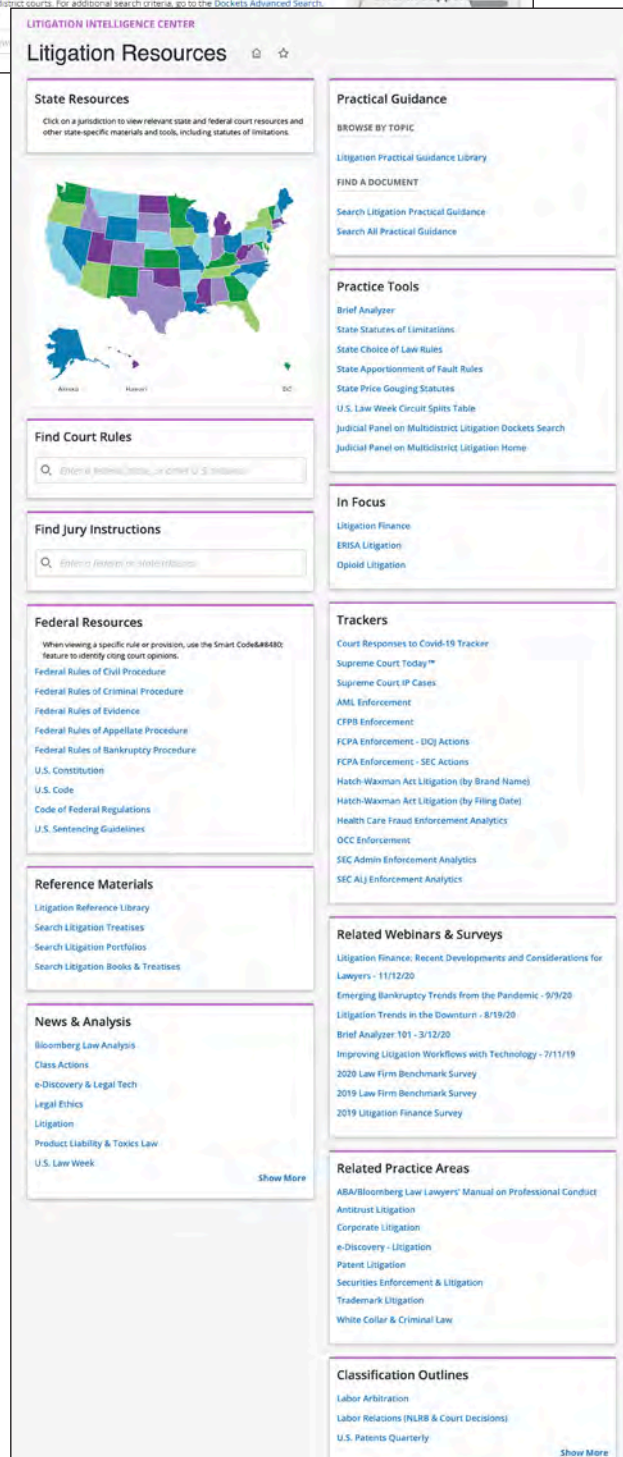 district courts. For additional search criteria, go to the Dockets Advanced Search.
LITIGATION INTELLIGENCE CENTER
Litigation Resources
State Resources
Click on a jurisdiction to view relevant state and federal court resources and
other state-specific materials and tools, including statutes of limitations.
Hawaii
DC
Find Court Rules
Find Jury Instructions
Federal Resources
When viewing a specific rule or provision, use the Smart Code&#8480;
feature to identify citing court opinions.
Federal Rules of Civil Procedure
Federal Rules of Criminal Procedure
Federal Rules of Evidence
Federal Rules of Appellate Procedure
Federal Rules of Bankruptcy Procedure
U.S. Constitution
U.S. Code
Code of Federal Regulations
U.S. Sentencing Guidelines
Reference Materials
Litigation Reference Library
Search Litigation Treatises
Search Litigation Portfolios
Search Litigation Books & Treatises
News & Analysis
Bloomberg Law Analysis
Class Actions
e-Discovery & Legal Tech
Legal Ethics
Litigation
Product Liability & Toxics Law
U.S. Law Week
Show More
Practical Guidance
BROWSE BY TOPIC
Litigation Practical Guidance Library
FIND A DOCUMENT
Search Litigation Practical Guidance
Search All Practical Guidance
Practice Tools
Brief Analyzer
State Statutes of Limitations
State Choice of Law Rules
State Apportionment of Fault Rules
State Price Gouging Statutes
U.S. Law Week Circuit Splits Table
Judicial Panel on Multidistrict Litigation Dockets Search
Judicial Panel on Multidistrict Litigation Home
In Focus
Litigation Finance
ERISA Litigation
Opioid Litigation
Trackers
Court Responses to Covid-19 Tracker
Supreme Court Today™
Supreme Court IP Cases
AML Enforcement
CFPB Enforcement
FCPA Enforcement - DOJ Actions
FCPA Enforcement - SEC Actions
Hatch-Waxman Act Litigation (by Brand Name)
Hatch-Waxman Act Litigation (by Filing Date)
Health Care Fraud Enforcement Analytics
OCC Enforcement
SEC Admin Enforcement Analytics
SEC ALJ Enforcement Analytics
Related Webinars & Surveys
Litigation Finance: Recent Developments and Considerations for
Lawyers - 11/12/20
Emerging Bankruptcy Trends from the Pandemic - 9/9/20
Litigation Trends in the Downturn - 8/19/20
Brief Analyzer 101 - 3/12/20
Improving Litigation Workflows with Technology - 7/11/19
2020 Law Firm Benchmark Survey
2019 Law Firm Benchmark Survey
2019 Litigation Finance Survey
Related Practice Areas
ABA/Bloomberg Law Lawyers' Manual on Professional Conduct
Antitrust Litigation
Corporate Litigation
e-Discovery - Litigation
Patent Litigation
Securities Enforcement & Litigation
Trademark Litigation
White Collar & Criminal Law
Classification Outlines
Labor Arbitration
Labor Relations (NLRB & Court Decisions)
U.S. Patents Quarterly
Show More